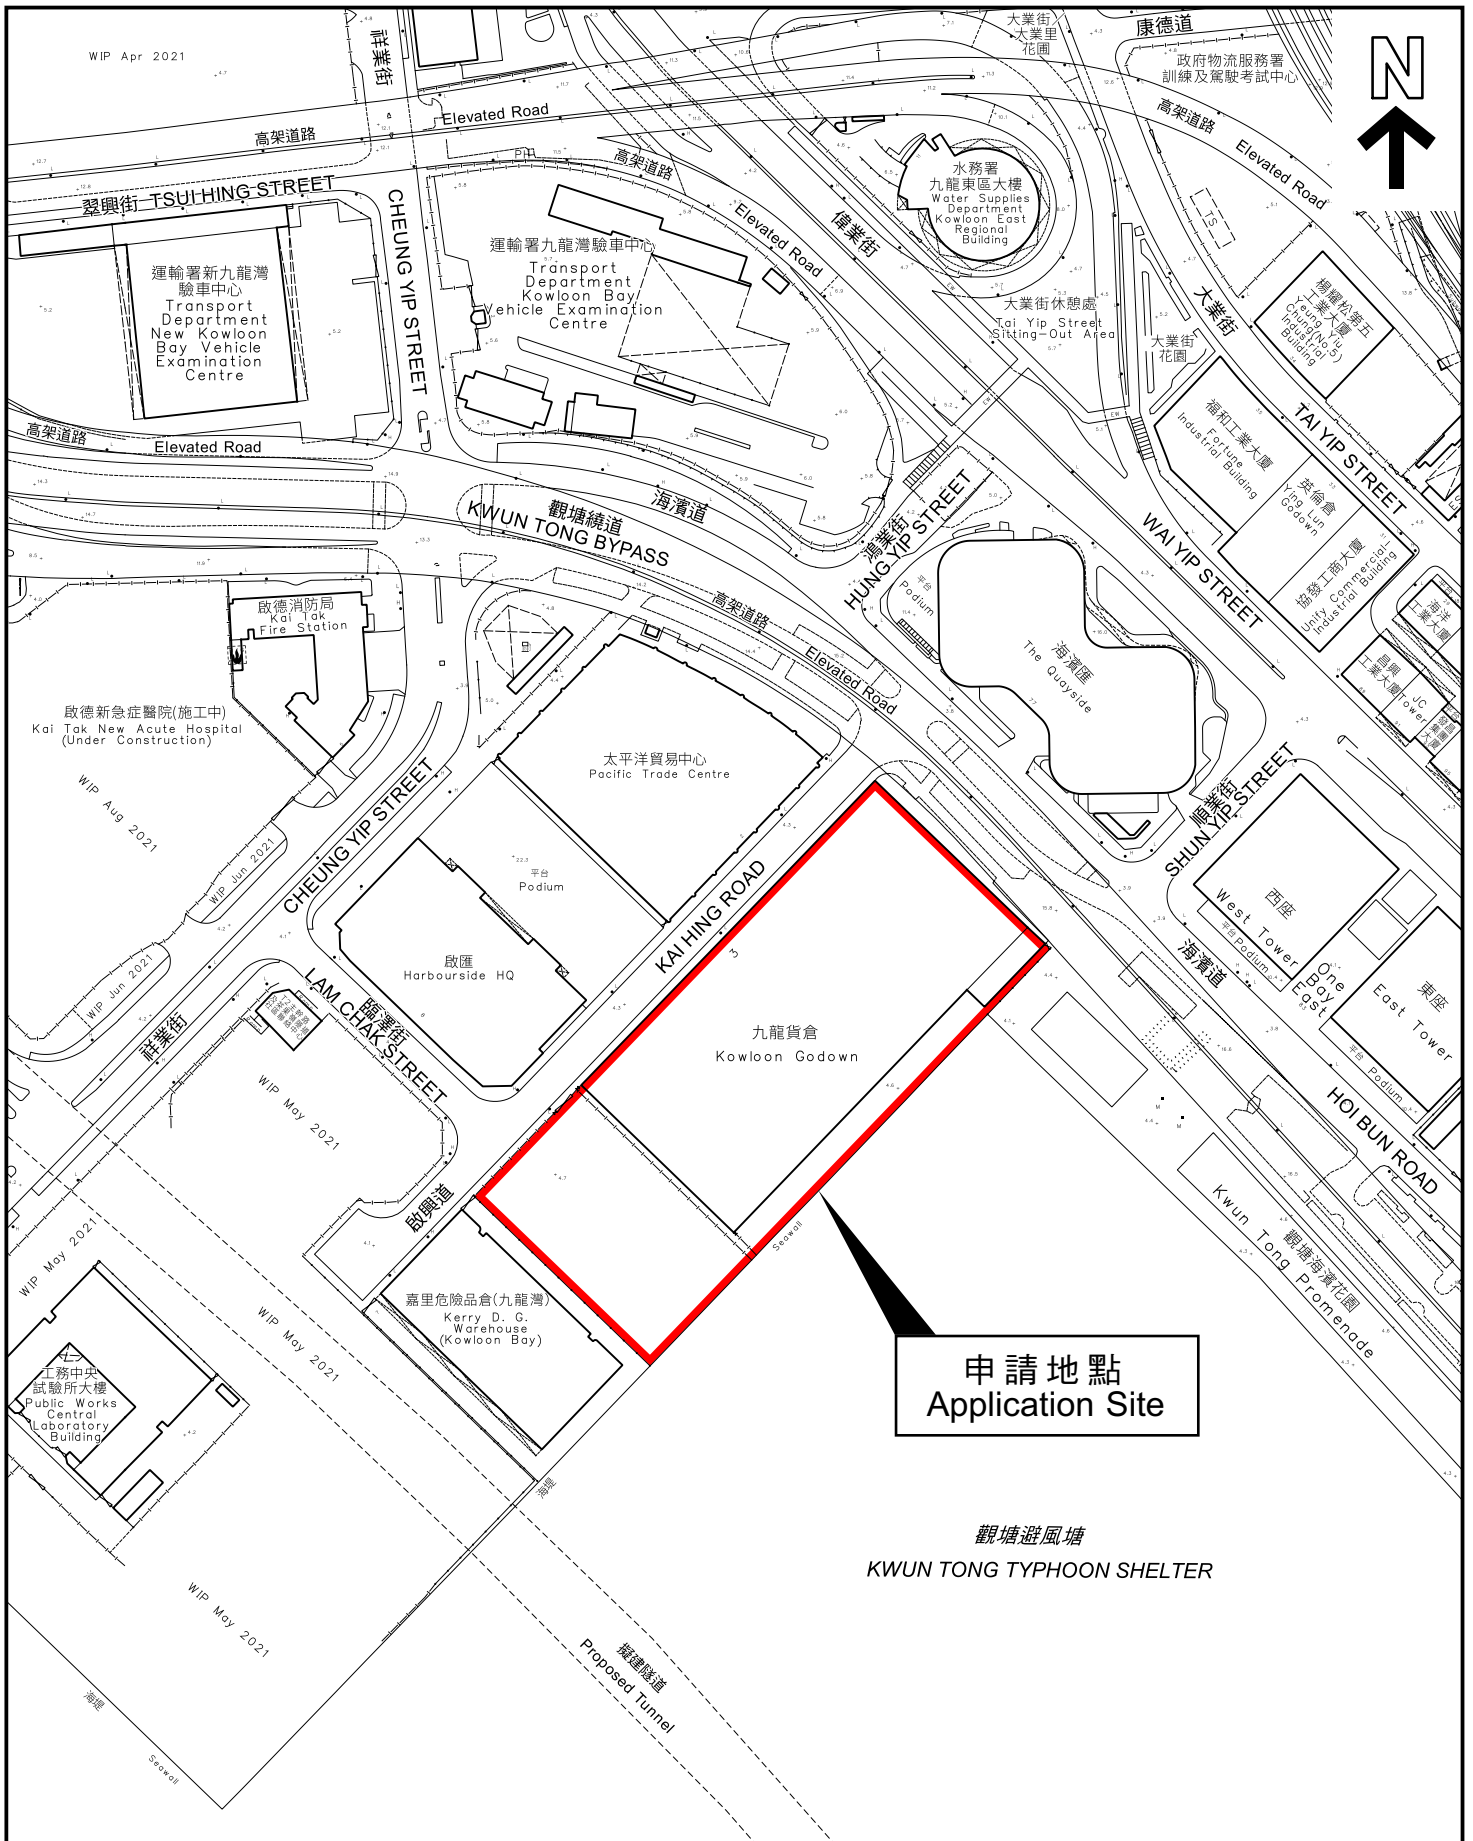 WIP Apr 2021
祥業街
大業街／
大業里
花圃
康德道
政府物流服務署
訓練及駕駛考試中心
N
高架道路
Elevated Road
高架道路
Elevated Road
高架道路
Elevated Road
翠興街 TSUI HING STREET
CHEUNG YIP STREET
偉業街
水務署
九龍東區大樓
Water Supplies
Department
Kowloon East
Regional
Building
TS
運輸署新九龍灣
驗車中心
Transport
Department
New Kowloon
Bay Vehicle
Examination
Centre
運輸署九龍灣驗車中心
Transport
Department
Kowloon Bay
Vehicle Examination
Centre
大業街休憩處
Tai Yip Street
Sitting-Out Area
大業街
花園
大業街
楊耀松第五
工業大廈
Yeung Yiu
Chung(No.5)
Industrial
Building
福和工業大廈
Fortune
Industrial Building
TAI YIP STREET
英倫倉
Ying Lun
Godown
協發工商大廈
Unify Commercial-
Industrial Building
WAI YIP STREET
海洋
工業大廈
昌興
工業大廈
JC
Tower
高架道路
Elevated Road
觀塘繞道
KWUN TONG BYPASS
海濱道
鴻業街
HUNG YIP STREET
平台
Podium
海濱匯
The Quayside
高架道路
Elevated Road
啟德消防局
Kai Tak
Fire Station
啟德新急症醫院(施工中)
Kai Tak New Acute Hospital
(Under Construction)
WIP Aug 2021
WIP Jun 2021
WIP Jun 2021
太平洋貿易中心
Pacific Trade Centre
CHEUNG YIP STREET
祥業街
平台
Podium
啟匯
Harbourside HQ
KAI HING ROAD
3
臨澤街
LAM CHAK STREET
順業街
SHUN YIP STREET
西座
West Tower
平台 Podium
One
Bay
East
東座
East Tower
平台 Podium
海濱道
HOI BUN ROAD
九龍貨倉
Kowloon Godown
WIP May 2021
啟興道
Seawall
觀塘海濱花園
Kwun Tong Promenade
WIP May 2021
WIP May 2021
嘉里危險品倉(九龍灣)
Kerry D. G.
Warehouse
(Kowloon Bay)
工務中央
試驗所大樓
Public Works
Central
Laboratory
Building
申請地點
Application Site
海堤
觀塘避風塘
KWUN TONG TYPHOON SHELTER
WIP May 2021
擬建隧道
Proposed Tunnel
海堤
Seawall